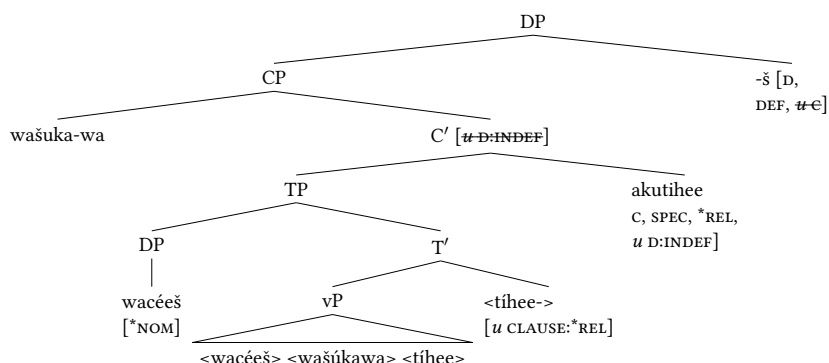 DP
CP
-š [D,
DEF, u C]
wašuka-wa
C′ [u D:INDEF]
TP
akutihee
C, SPEC, *REL,
u D:INDEF]
DP
T′
wacéeš
[*NOM]
vP
<tíhee->
[u CLAUSE:*REL]
<wacéeš> <wašúkawa> <tíhee>